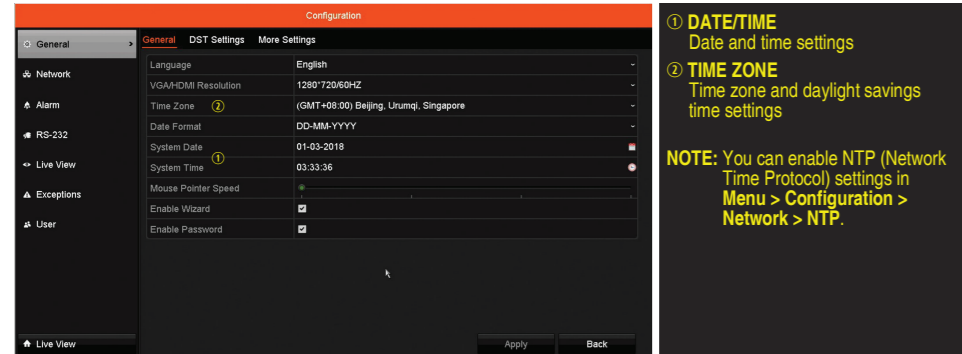 Configuration
General
Network
Alarm
RS-232
Live View
Exceptions
User
Live View
General DST Settings More Settings
Language English
VGA/HDMI Resolution 1280*720/60HZ
Time Zone ② (GMT+08:00) Beijing, Urumqi, Singapore
Date Format DD-MM-YYYY
System Date 01-03-2018
①
System Time 03:33:36
Mouse Pointer Speed
Enable Wizard
Enable Password
Apply Back
① DATE/TIME
Date and time settings
② TIME ZONE
Time zone and daylight savings
time settings
NOTE: You can enable NTP (Network
Time Protocol) settings in
Menu > Configuration >
Network > NTP.